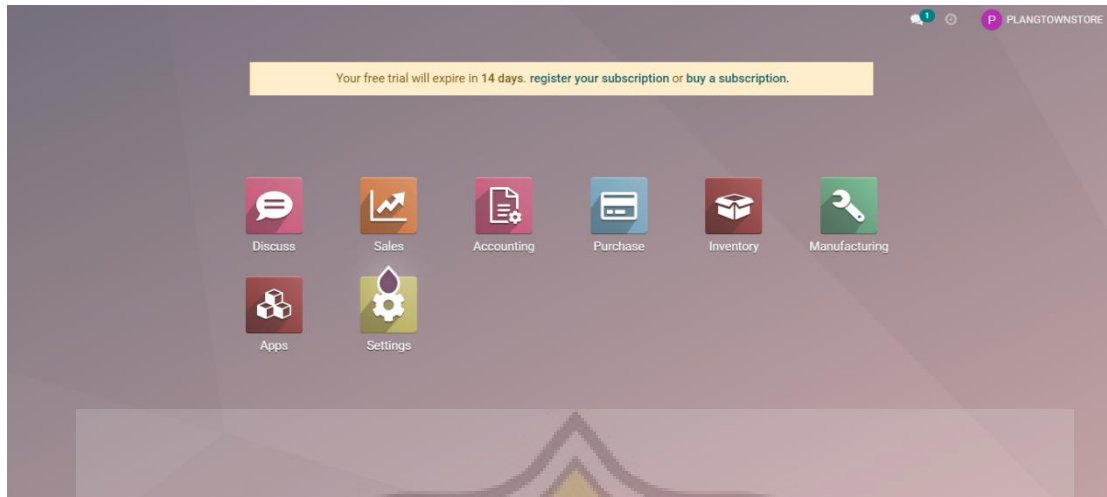 1
P PLANGTOWNSTORE
Your free trial will expire in 14 days. register your subscription or buy a subscription.
Discuss Sales Accounting Purchase Inventory Manufacturing
Apps Settings